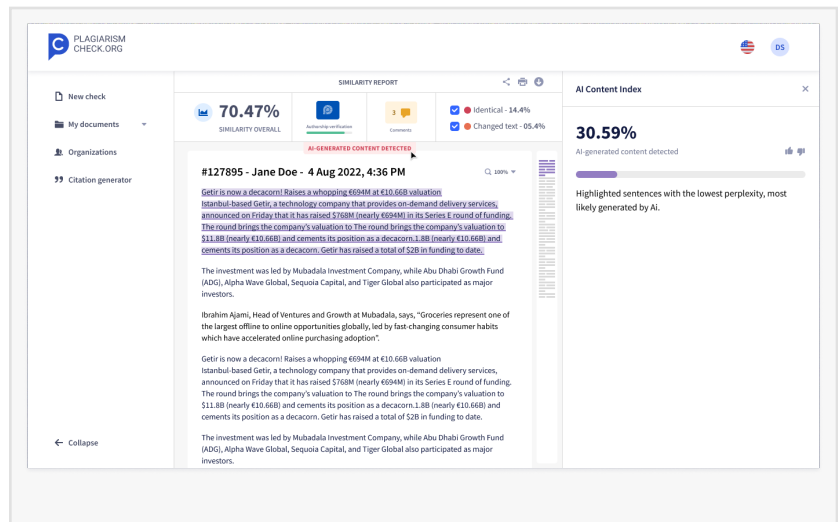 PLAGIARISM
CHECK.ORG
DS
New check
My documents
Organizations
Citation generator
Collapse
SIMILARITY REPORT
70.47%
SIMILARITY OVERALL
Authorship verification
3
Comments
Identical - 14.4%
Changed text - 05.4%
AI-GENERATED CONTENT DETECTED
#127895 - Jane Doe - 4 Aug 2022, 4:36 PM
100%
Getir is now a decacorn! Raises a whopping €694M at €10.66B valuation
Istanbul-based Getir, a technology company that provides on-demand delivery services,
announced on Friday that it has raised $768M (nearly €694M) in its Series E round of funding.
The round brings the company’s valuation to The round brings the company’s valuation to
$11.8B (nearly €10.66B) and cements its position as a decacorn.1.8B (nearly €10.66B) and
cements its position as a decacorn. Getir has raised a total of $2B in funding to date.
The investment was led by Mubadala Investment Company, while Abu Dhabi Growth Fund
(ADG), Alpha Wave Global, Sequoia Capital, and Tiger Global also participated as major
investors.
Ibrahim Ajami, Head of Ventures and Growth at Mubadala, says, “Groceries represent one of
the largest offline to online opportunities globally, led by fast-changing consumer habits
which have accelerated online purchasing adoption”.
Getir is now a decacorn! Raises a whopping €694M at €10.66B valuation
Istanbul-based Getir, a technology company that provides on-demand delivery services,
announced on Friday that it has raised $768M (nearly €694M) in its Series E round of funding.
The round brings the company’s valuation to The round brings the company’s valuation to
$11.8B (nearly €10.66B) and cements its position as a decacorn.1.8B (nearly €10.66B) and
cements its position as a decacorn. Getir has raised a total of $2B in funding to date.
The investment was led by Mubadala Investment Company, while Abu Dhabi Growth Fund
(ADG), Alpha Wave Global, Sequoia Capital, and Tiger Global also participated as major
investors.
AI Content Index
30.59%
AI-generated content detected
Highlighted sentences with the lowest perplexity, most
likely generated by Ai.